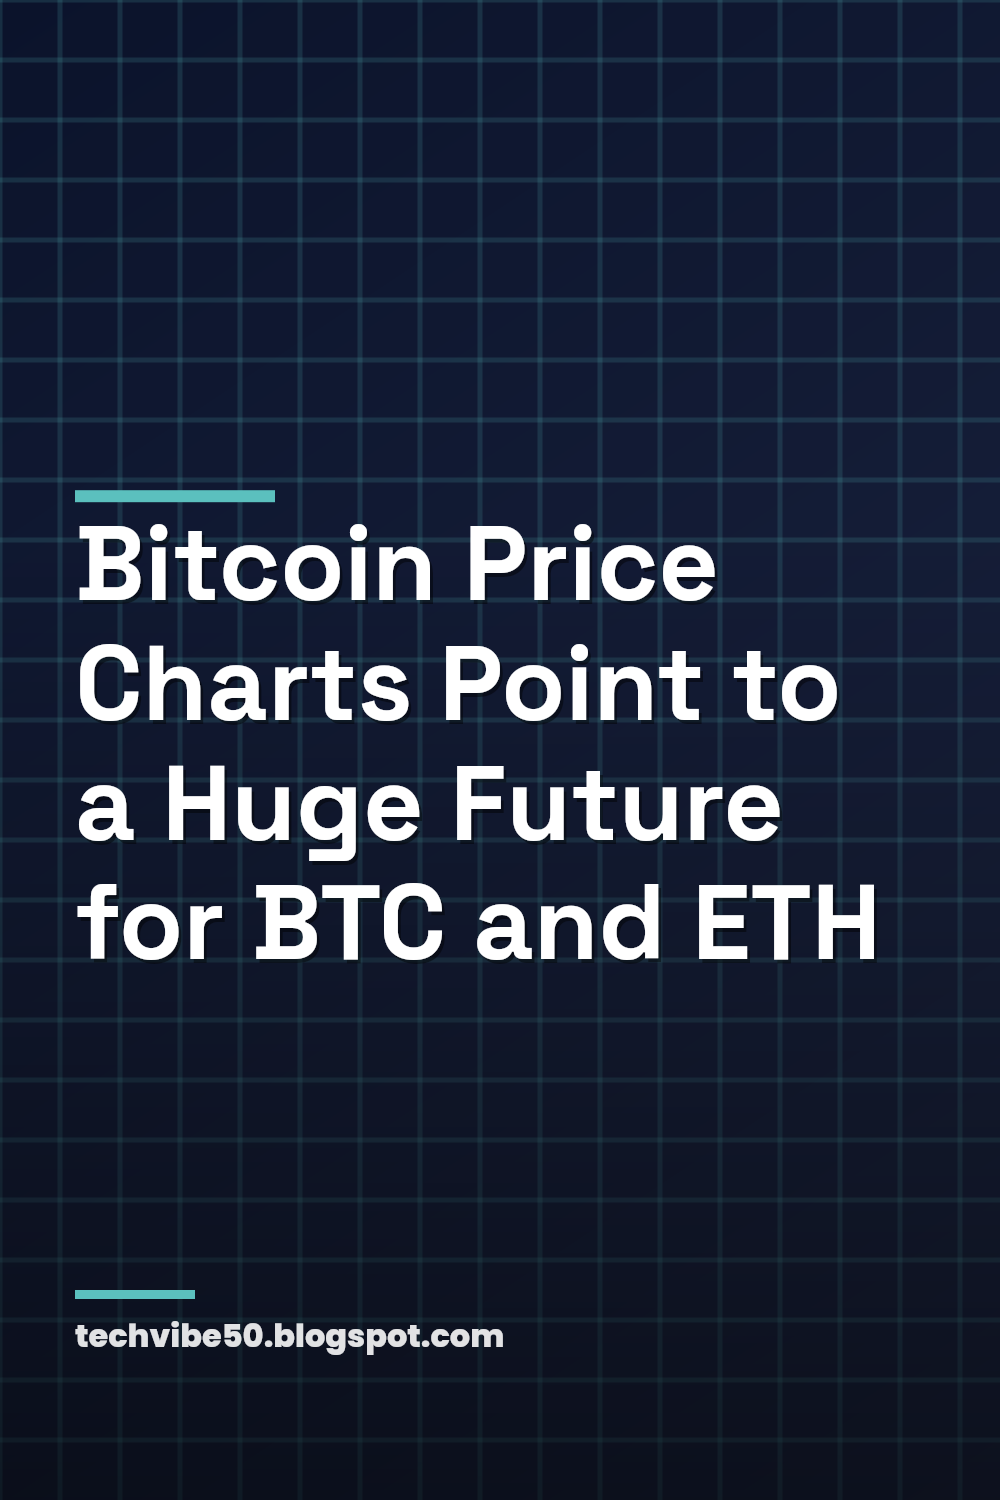 Bitcoin Price
Charts Point to
a Huge Future
for BTC and ETH
techvibe50.blogspot.com